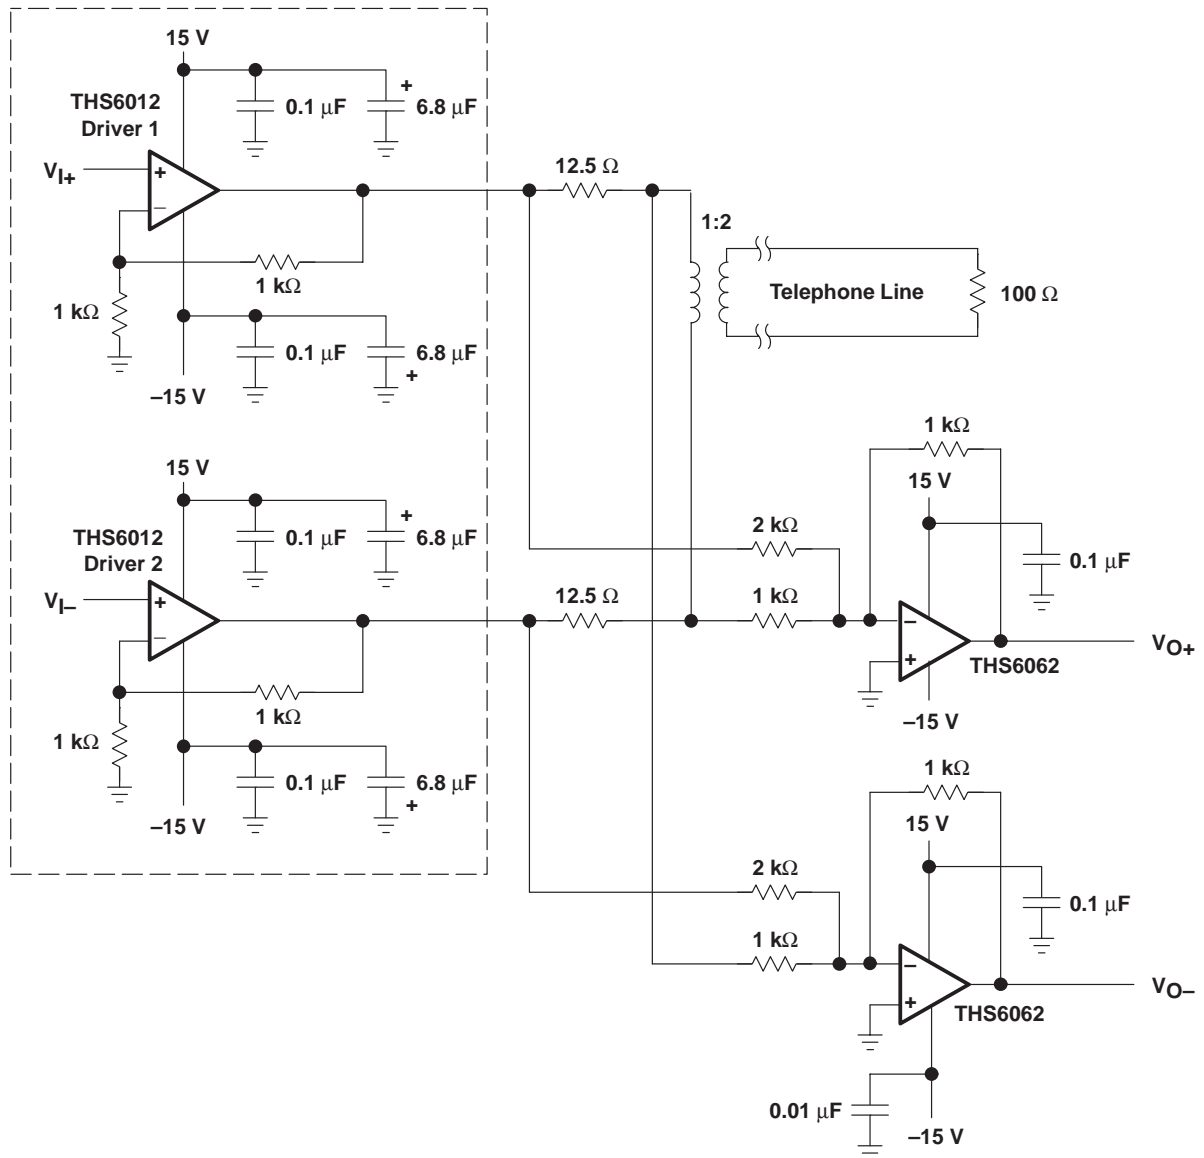 15 V
THS6012
Driver 1
0.1 μF
+
6.8 μF
VI+
+
−
1 kΩ
1 kΩ
0.1 μF
6.8 μF
+
–15 V
12.5 Ω
1:2
Telephone Line
100 Ω
15 V
THS6012
Driver 2
0.1 μF
+
6.8 μF
VI–
+
−
1 kΩ
1 kΩ
0.1 μF
6.8 μF
+
–15 V
12.5 Ω
1 kΩ
15 V
2 kΩ
0.1 μF
1 kΩ
−
+
THS6062
VO+
–15 V
1 kΩ
15 V
2 kΩ
0.1 μF
1 kΩ
−
+
THS6062
VO–
0.01 μF
–15 V